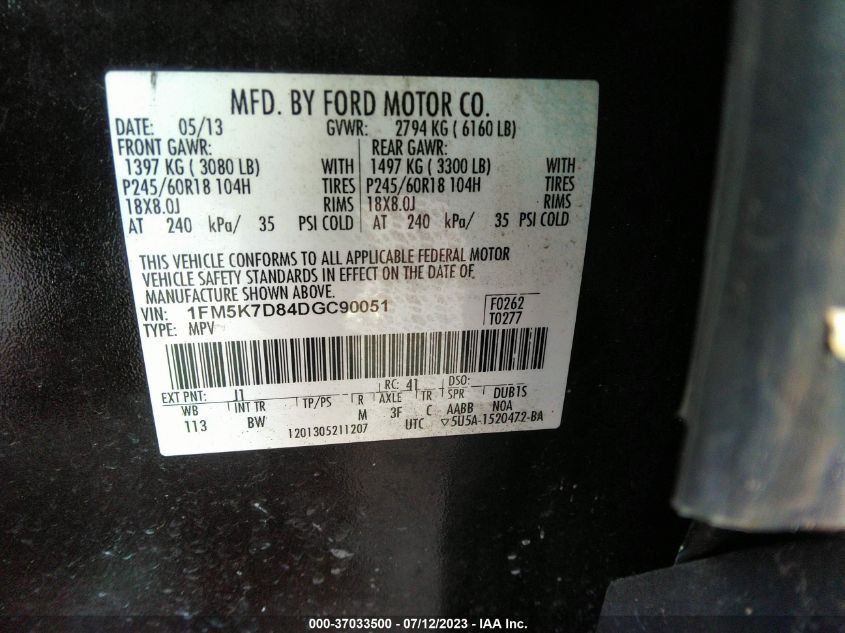 MFD. BY FORD MOTOR CO.
DATE: 05/13 GVWR: 2794 KG ( 6160 LB)
FRONT GAWR: REAR GAWR:
1397 KG ( 3080 LB) WITH 1497 KG ( 3300 LB) WITH
P245/60R18 104H TIRES P245/60R18 104H TIRES
18X8.0J RIMS 18X8.0J RIMS
AT 240 kPa/ 35 PSI COLD AT 240 kPa/ 35 PSI COLD
THIS VEHICLE CONFORMS TO ALL APPLICABLE FEDERAL MOTOR
VEHICLE SAFETY STANDARDS IN EFFECT ON THE DATE OF
MANUFACTURE SHOWN ABOVE.
VIN: 1FM5K7D84DGC90051 F0262
TYPE: MPV T0277
EXT PNT: J1 RC: 41 DSO:
WB INT TR TP/PS R AXLE TR SPR DUB1S
113 BW M 3F C AABB NOA
1201305211207 UTC ▽5U5A-1520472-BA
000-37033500 - 07/12/2023 - IAA Inc.